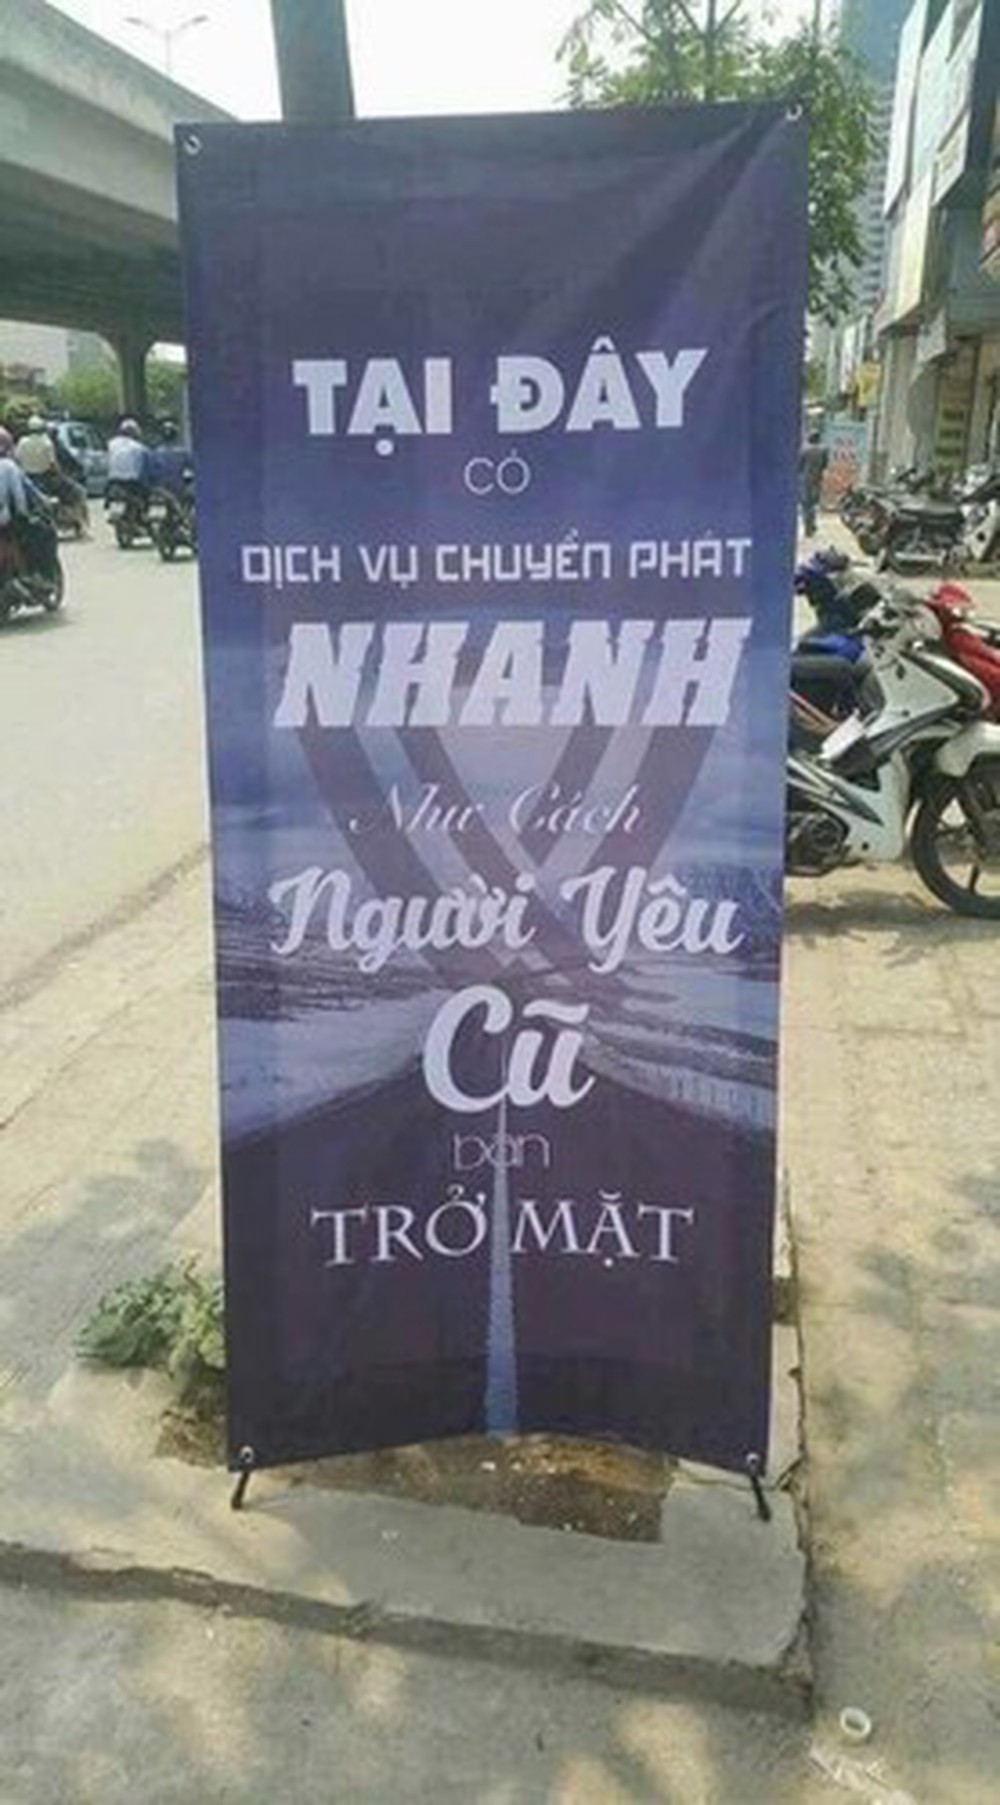 TẠI ĐÂY
CÓ
DỊCH VỤ CHUYỂN PHÁT
NHANH
Như Cách
Người Yêu
Cũ
bạn
TRỞ MẶT